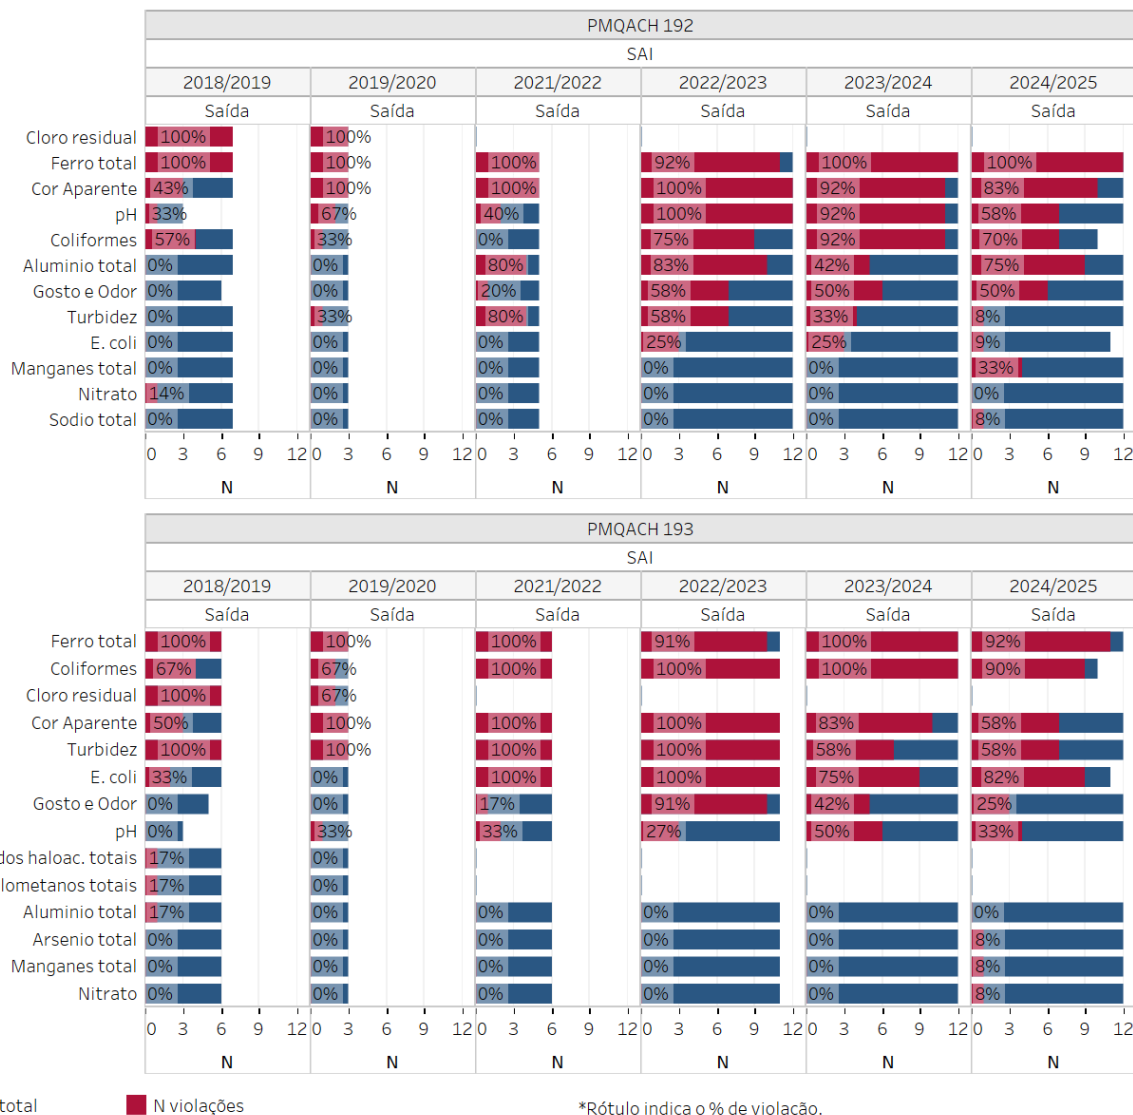 PMQACH 192
SAI
2018/2019 2019/2020 2021/2022 2022/2023 2023/2024 2024/2025
Saída Saída Saída Saída Saída Saída
Cloro residual 100% 100%
Ferro total 100% 100% 100% 92% 100% 100%
Cor Aparente 43% 100% 100% 100% 92% 83%
pH 33% 67% 40% 100% 92% 58%
Coliformes 57% 33% 0% 75% 92% 70%
Aluminio total 0% 0% 80% 83% 42% 75%
Gosto e Odor 0% 0% 20% 58% 50% 50%
Turbidez 0% 33% 80% 58% 33% 8%
E. coli 0% 0% 0% 25% 25% 9%
Manganes total 0% 0% 0% 0% 0% 33%
Nitrato 14% 0% 0% 0% 0% 0%
Sodio total 0% 0% 0% 0% 0% 8%
0 3 6 9 12 0 3 6 9 12 0 3 6 9 12 0 3 6 9 12 0 3 6 9 12 0 3 6 9 12
N N N N N N
PMQACH 193
SAI
2018/2019 2019/2020 2021/2022 2022/2023 2023/2024 2024/2025
Saída Saída Saída Saída Saída Saída
Ferro total 100% 100% 100% 91% 100% 92%
Coliformes 67% 67% 100% 100% 100% 90%
Cloro residual 100% 67%
Cor Aparente 50% 100% 100% 100% 83% 58%
Turbidez 100% 100% 100% 100% 58% 58%
E. coli 33% 0% 100% 100% 75% 82%
Gosto e Odor 0% 0% 17% 91% 42% 25%
pH 0% 33% 33% 27% 50% 33%
dos haloac. totais 17% 0%
lometanos totais 17% 0%
Aluminio total 17% 0% 0% 0% 0% 0%
Arsenio total 0% 0% 0% 0% 0% 8%
Manganes total 0% 0% 0% 0% 0% 8%
Nitrato 0% 0% 0% 0% 0% 8%
0 3 6 9 12 0 3 6 9 12 0 3 6 9 12 0 3 6 9 12 0 3 6 9 12 0 3 6 9 12
N N N N N N
total N violações *Rótulo indica o % de violação.